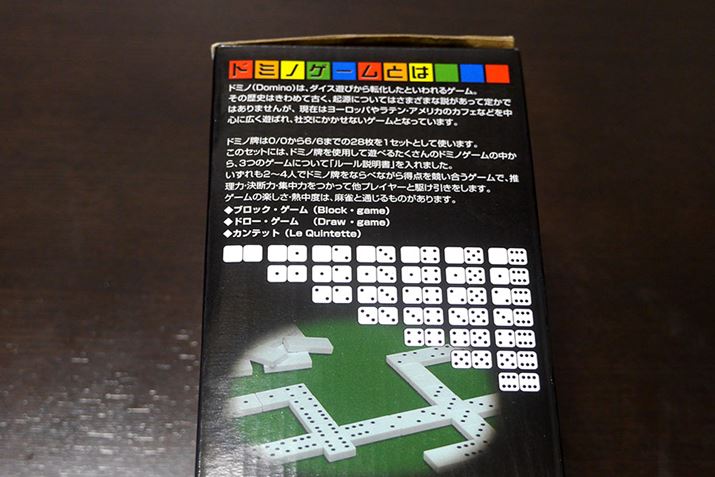 ドミノゲームとは
ドミノ(Domino)は、ダイス遊びから転化したといわれるゲーム。
その歴史はきわめて古く、起源についてはさまざまな説があって定かで
はありませんが、現在はヨーロッパやラテン・アメリカのカフェなどを中
心に広く遊ばれ、社交にかかせないゲームとなっています。
ドミノ牌は0/0から6/6までの28枚を1セットとして使います。
このセットには、ドミノ牌を使用して遊べるたくさんのドミノゲームの中か
ら、3つのゲームについて「ルール説明書」を入れました。
いずれも2~4人でドミノ牌をならべながら得点を競い合うゲームで、推
理力・決断力・集中力をつかって他プレイヤーと駆け引きをします。
ゲームの楽しさ・熱中度は、麻雀と通じるものがあります。
◆ブロック・ゲーム (Block・game)
◆ドロー・ゲーム (Draw・game)
◆カンテット (Le Quintette)